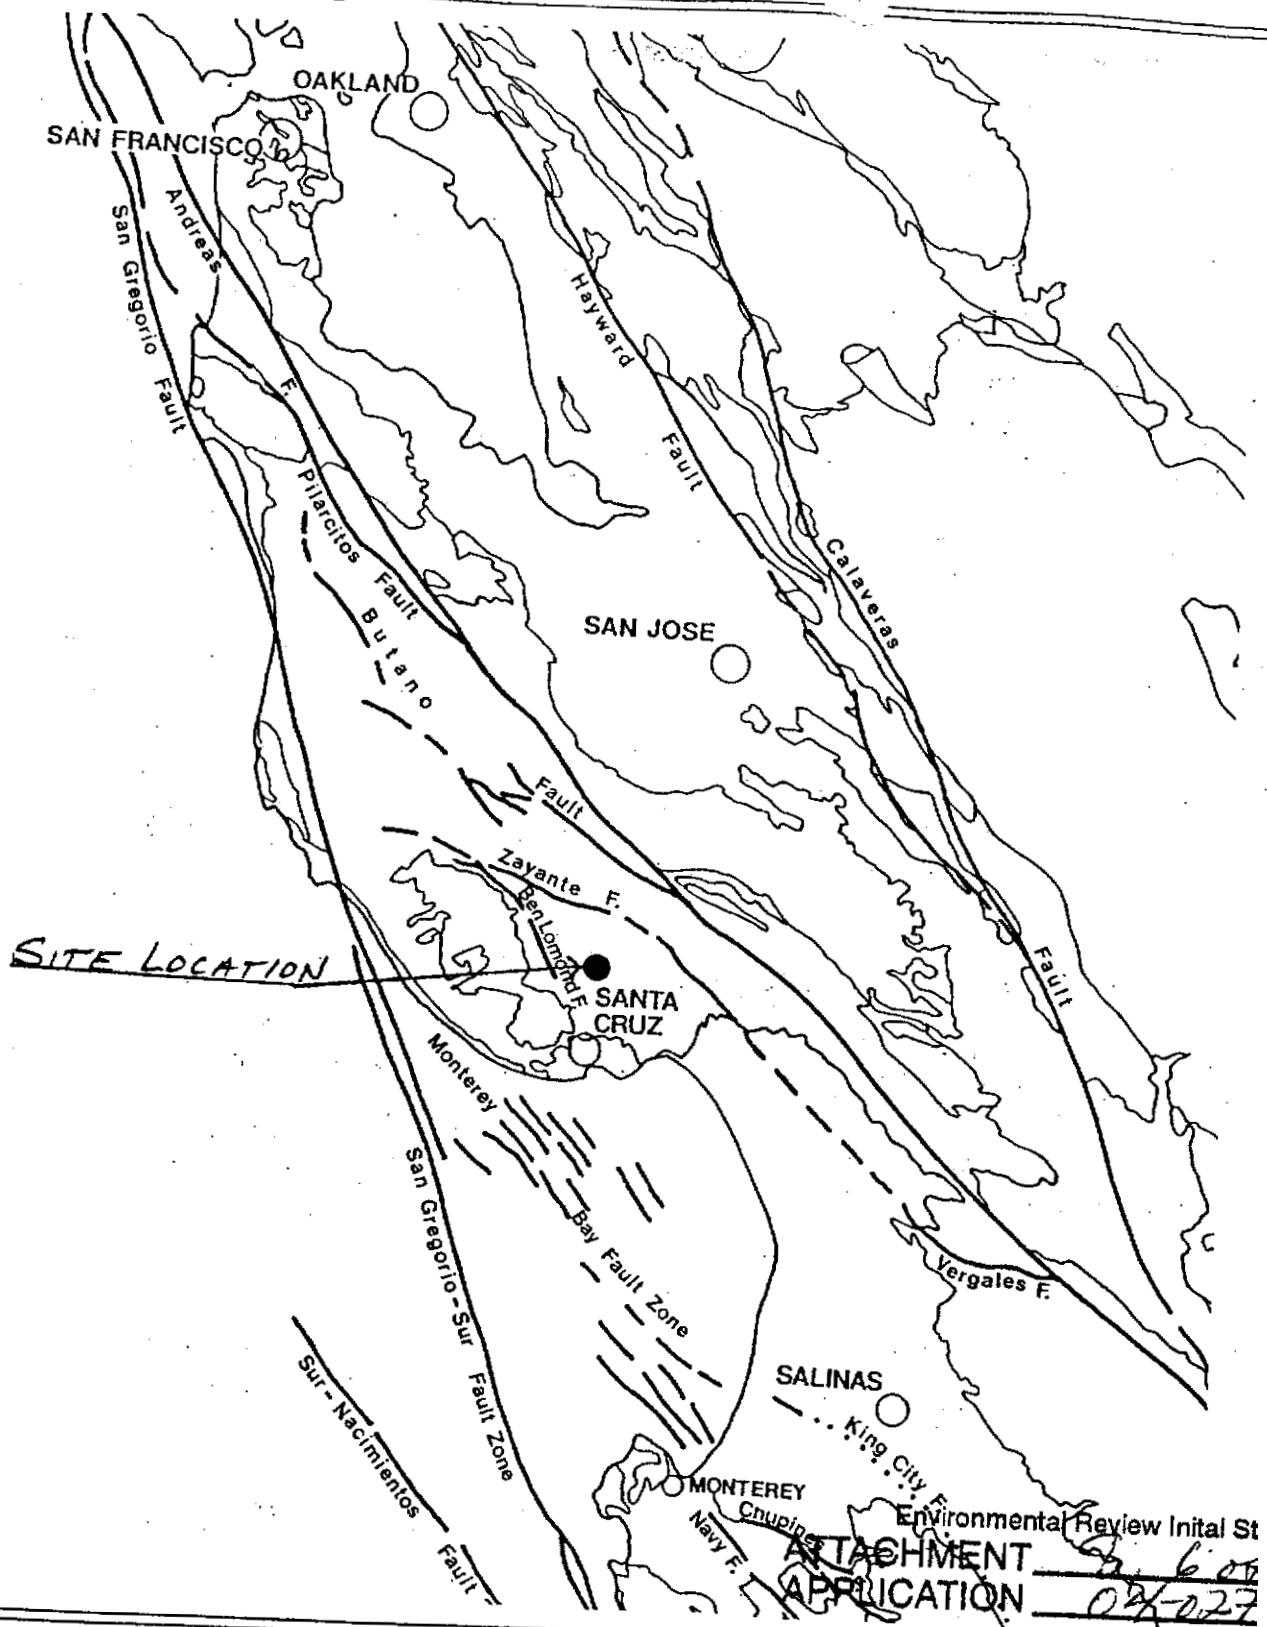 OAKLAND
SAN FRANCISCO
Andreas
F.
San Gregorio Fault
Hayward
Fault
Pilarcitos Fault
Calaveras
Fault
SAN JOSE
Butano
Fault
Zayante F.
Ben Lomond F.
SITE LOCATION
SANTA
CRUZ
Monterey
Bay Fault Zone
San Gregorio-Sur Fault Zone
Vergales F.
Sur-Nacimientos
Fault
SALINAS
King City F.
MONTEREY
Navy F.
Environmental Review Inital St
ATTACHMENT
APPLICATION